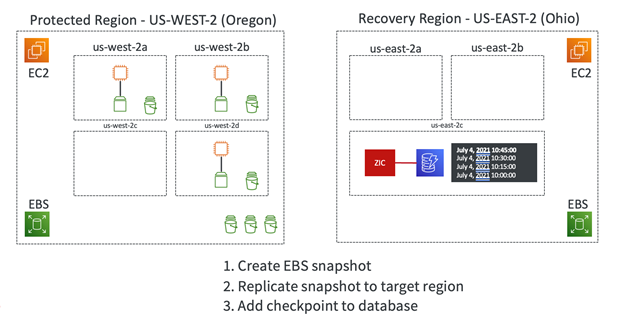 Protected Region - US-WEST-2 (Oregon)
Recovery Region - US-EAST-2 (Ohio)
EC2
us-west-2a
us-west-2b
us-east-2a
us-east-2b
EC2
us-west-2c
us-west-2d
us-east-2c
ZIC
July 4, 2021 10:45:00
July 4, 2021 10:30:00
July 4, 2021 10:15:00
July 4, 2021 10:00:00
EBS
EBS
1. Create EBS snapshot
2. Replicate snapshot to target region
3. Add checkpoint to database